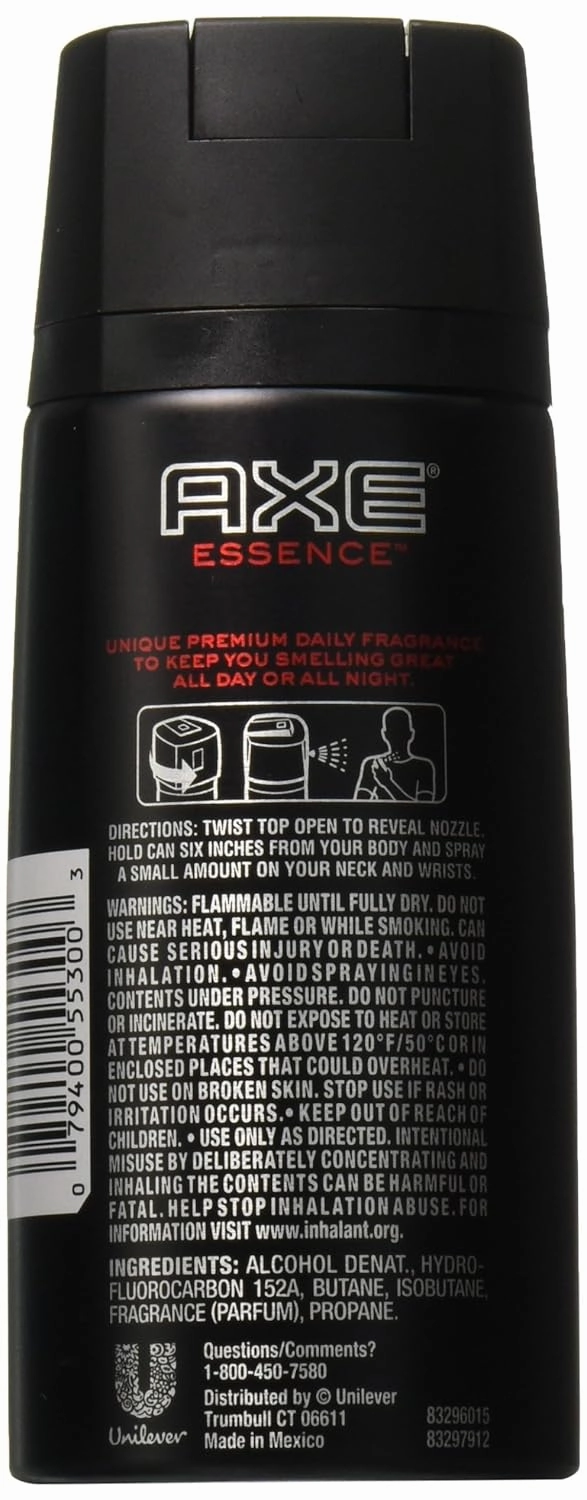 AXE®
ESSENCE™
UNIQUE PREMIUM DAILY FRAGRANCE
TO KEEP YOU SMELLING GREAT
ALL DAY OR ALL NIGHT.
DIRECTIONS: TWIST TOP OPEN TO REVEAL NOZZLE,
HOLD CAN SIX INCHES FROM YOUR BODY AND SPRAY
A SMALL AMOUNT ON YOUR NECK AND WRISTS.
WARNINGS: FLAMMABLE UNTIL FULLY DRY. DO NOT
USE NEAR HEAT, FLAME OR WHILE SMOKING. CAN
CAUSE SERIOUS INJURY OR DEATH. • AVOID
INHALATION. • AVOID SPRAYING IN EYES.
CONTENTS UNDER PRESSURE. DO NOT PUNCTURE
OR INCINERATE. DO NOT EXPOSE TO HEAT OR STORE
AT TEMPERATURES ABOVE 120°F/50°C OR IN
ENCLOSED PLACES THAT COULD OVERHEAT. • DO
NOT USE ON BROKEN SKIN. STOP USE IF RASH OR
IRRITATION OCCURS. • KEEP OUT OF REACH OF
CHILDREN. • USE ONLY AS DIRECTED. INTENTIONAL
MISUSE BY DELIBERATELY CONCENTRATING AND
INHALING THE CONTENTS CAN BE HARMFUL OR
FATAL. HELP STOP INHALATION ABUSE. FOR
INFORMATION VISIT www.inhalant.org.
INGREDIENTS: ALCOHOL DENAT., HYDRO-
FLUOROCARBON 152A, BUTANE, ISOBUTANE,
FRAGRANCE (PARFUM), PROPANE.
Questions/Comments?
1-800-450-7580
Distributed by © Unilever
Trumbull CT 06611
Made in Mexico
Unilever
83296015
83297912
0 79400 55300 3